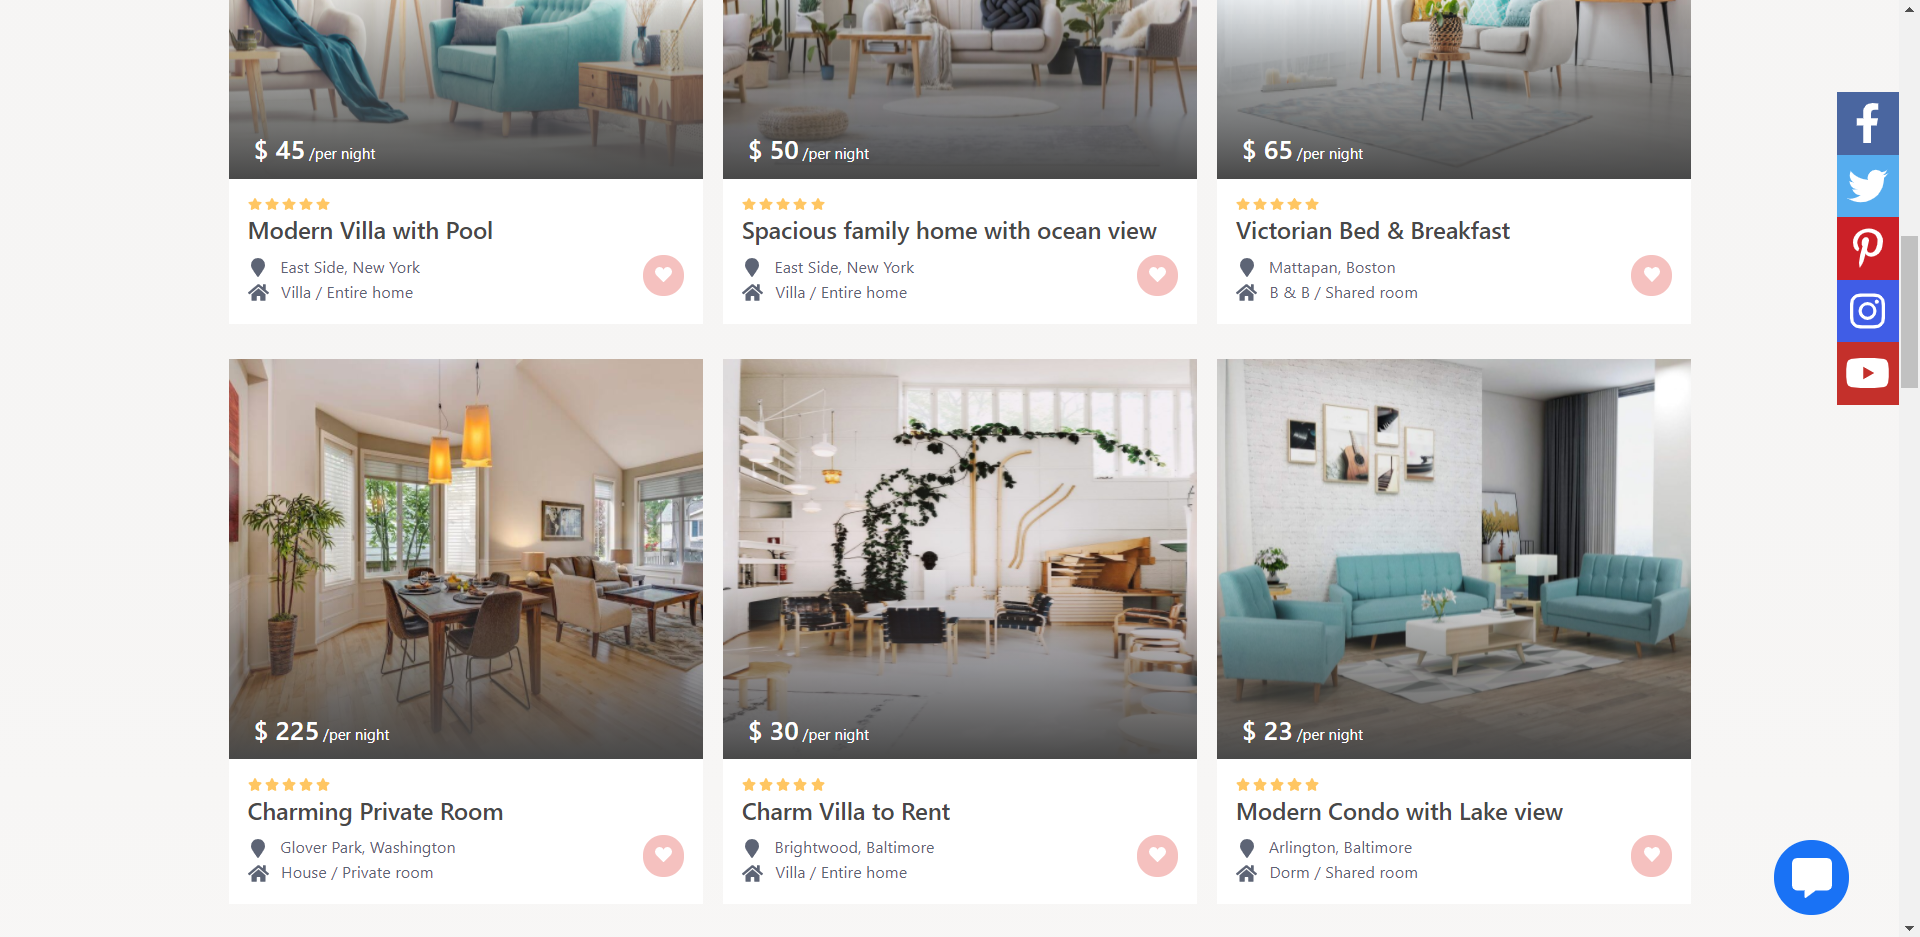 $ 45 /per night
$ 50 /per night
$ 65 /per night
Modern Villa with Pool
East Side, New York
Villa / Entire home
Spacious family home with ocean view
East Side, New York
Villa / Entire home
Victorian Bed & Breakfast
Mattapan, Boston
B & B / Shared room
$ 225 /per night
$ 30 /per night
$ 23 /per night
Charming Private Room
Glover Park, Washington
House / Private room
Charm Villa to Rent
Brightwood, Baltimore
Villa / Entire home
Modern Condo with Lake view
Arlington, Baltimore
Dorm / Shared room